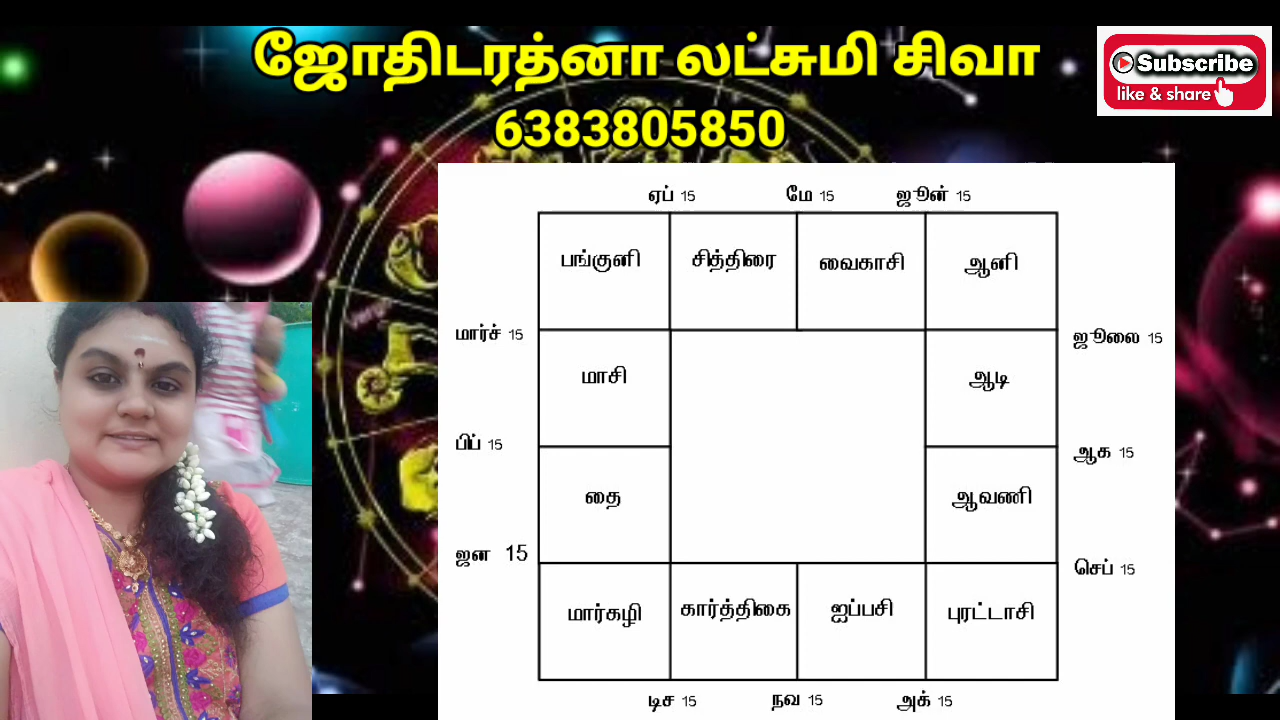 ஜோதிடரத்னா லட்சுமி சிவா
6383805850
Subscribe
like & share
ஏப் 15 மே 15 ஜூன் 15
பங்குனி சித்திரை வைகாசி ஆனி
மார்ச் 15 ஜூலை 15
மாசி ஆடி
பிப் 15 ஆக 15
தை ஆவணி
ஜன 15 செப் 15
மார்கழி கார்த்திகை ஐப்பசி புரட்டாசி
டிச 15 நவ 15 அக் 15